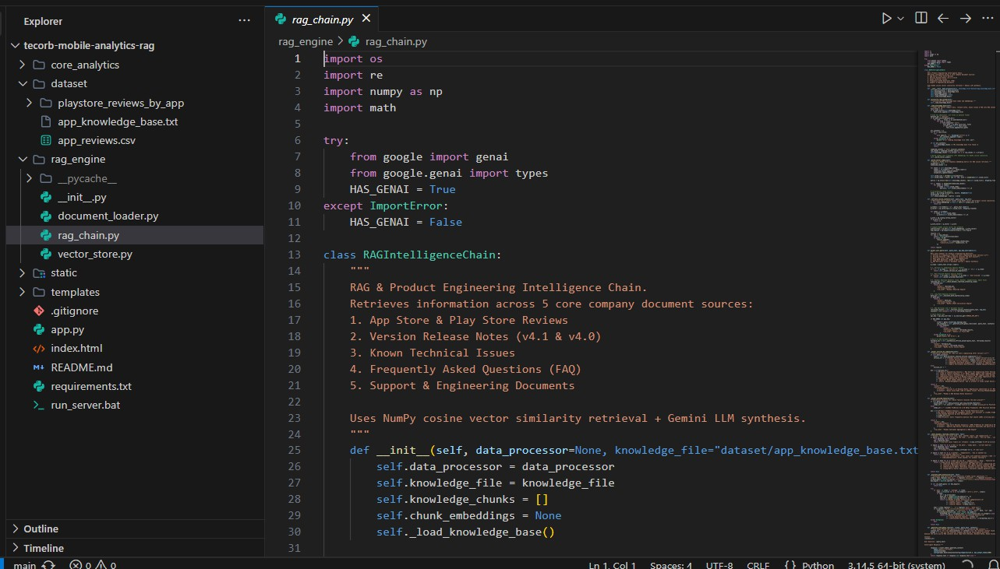 Explorer
tecorb-mobile-analytics-rag
core_analytics
dataset
playstore_reviews_by_app
app_knowledge_base.txt
app_reviews.csv
rag_engine
__pycache__
__init__.py
document_loader.py
rag_chain.py
vector_store.py
static
templates
.gitignore
app.py
index.html
README.md
requirements.txt
run_server.bat
Outline
Timeline
rag_chain.py
rag_engine > rag_chain.py
1 import os
2 import re
3 import numpy as np
4 import math
5
6 try:
7     from google import genai
8     from google.genai import types
9     HAS_GENAI = True
10 except ImportError:
11     HAS_GENAI = False
12
13 class RAGIntelligenceChain:
14     """
15     RAG & Product Engineering Intelligence Chain.
16     Retrieves information across 5 core company document sources:
17     1. App Store & Play Store Reviews
18     2. Version Release Notes (v4.1 & v4.0)
19     3. Known Technical Issues
20     4. Frequently Asked Questions (FAQ)
21     5. Support & Engineering Documents
22
23     Uses NumPy cosine vector similarity retrieval + Gemini LLM synthesis.
24     """
25     def __init__(self, data_processor=None, knowledge_file="dataset/app_knowledge_base.txt
26         self.data_processor = data_processor
27         self.knowledge_file = knowledge_file
28         self.knowledge_chunks = []
29         self.chunk_embeddings = None
30         self._load_knowledge_base()
31
main 0 0 Ln 1, Col 1 Spaces: 4 UTF-8 CRLF {} Python 3.14.5 64-bit (system)